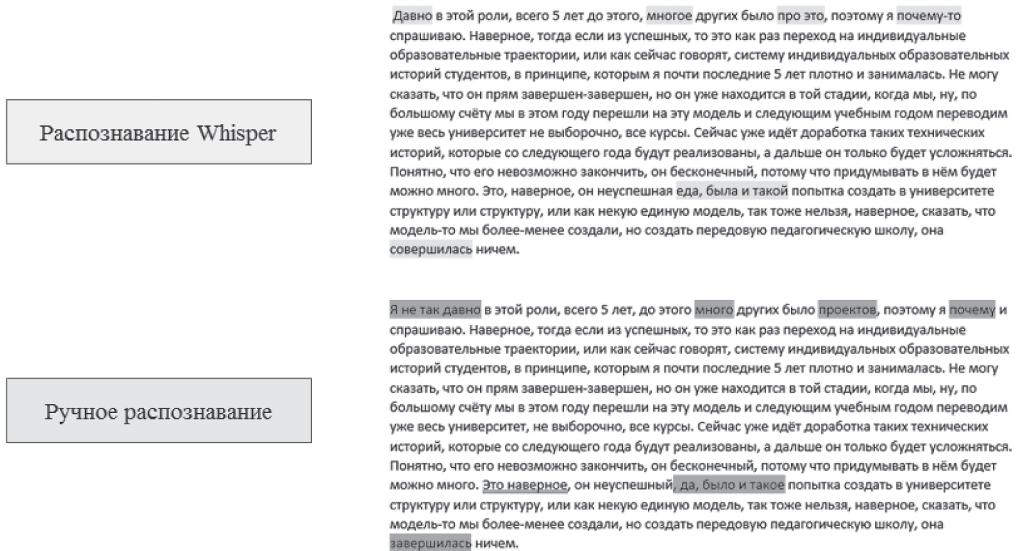 Распознавание Whisper
Давно в этой роли, всего 5 лет до этого, многое других было про это, поэтому я почему-то
спрашиваю. Наверное, тогда если из успешных, то это как раз переход на индивидуальные
образовательные траектории, или как сейчас говорят, систему индивидуальных образовательных
историй студентов, в принципе, которым я почти последние 5 лет плотно и занималась. Не могу
сказать, что он прям завершен-завершен, но он уже находится в той стадии, когда мы, ну, по
большому счёту мы в этом году перешли на эту модель и следующим учебным годом переводим
уже весь университет не выборочно, все курсы. Сейчас уже идёт доработка таких технических
историй, которые со следующего года будут реализованы, а дальше он только будет усложняться.
Понятно, что его невозможно закончить, он бесконечный, потому что придумывать в нём будет
можно много. Это, наверное, он неуспешная еда, была и такой попытка создать в университете
структуру или структуру, или как некую единую модель, так тоже нельзя, наверное, сказать, что
модель-то мы более-менее создали, но создать передовую педагогическую школу, она
совершилась ничем.
Ручное распознавание
Я не так давно в этой роли, всего 5 лет, до этого много других было проектов, поэтому я почему и
спрашиваю. Наверное, тогда если из успешных, то это как раз переход на индивидуальные
образовательные траектории, или как сейчас говорят, систему индивидуальных образовательных
историй студентов, в принципе, которым я почти последние 5 лет плотно и занималась. Не могу
сказать, что он прям завершен-завершен, но он уже находится в той стадии, когда мы, ну, по
большому счёту мы в этом году перешли на эту модель и следующим учебным годом переводим
уже весь университет, не выборочно, все курсы. Сейчас уже идёт доработка таких технических
историй, которые со следующего года будут реализованы, а дальше он только будет усложняться.
Понятно, что его невозможно закончить, он бесконечный, потому что придумывать в нём будет
можно много. Это наверное, он неуспешный, да, было и такое попытка создать в университете
структуру или структуру, или как некую единую модель, так тоже нельзя, наверное, сказать, что
модель-то мы более-менее создали, но создать передовую педагогическую школу, она
завершилась ничем.